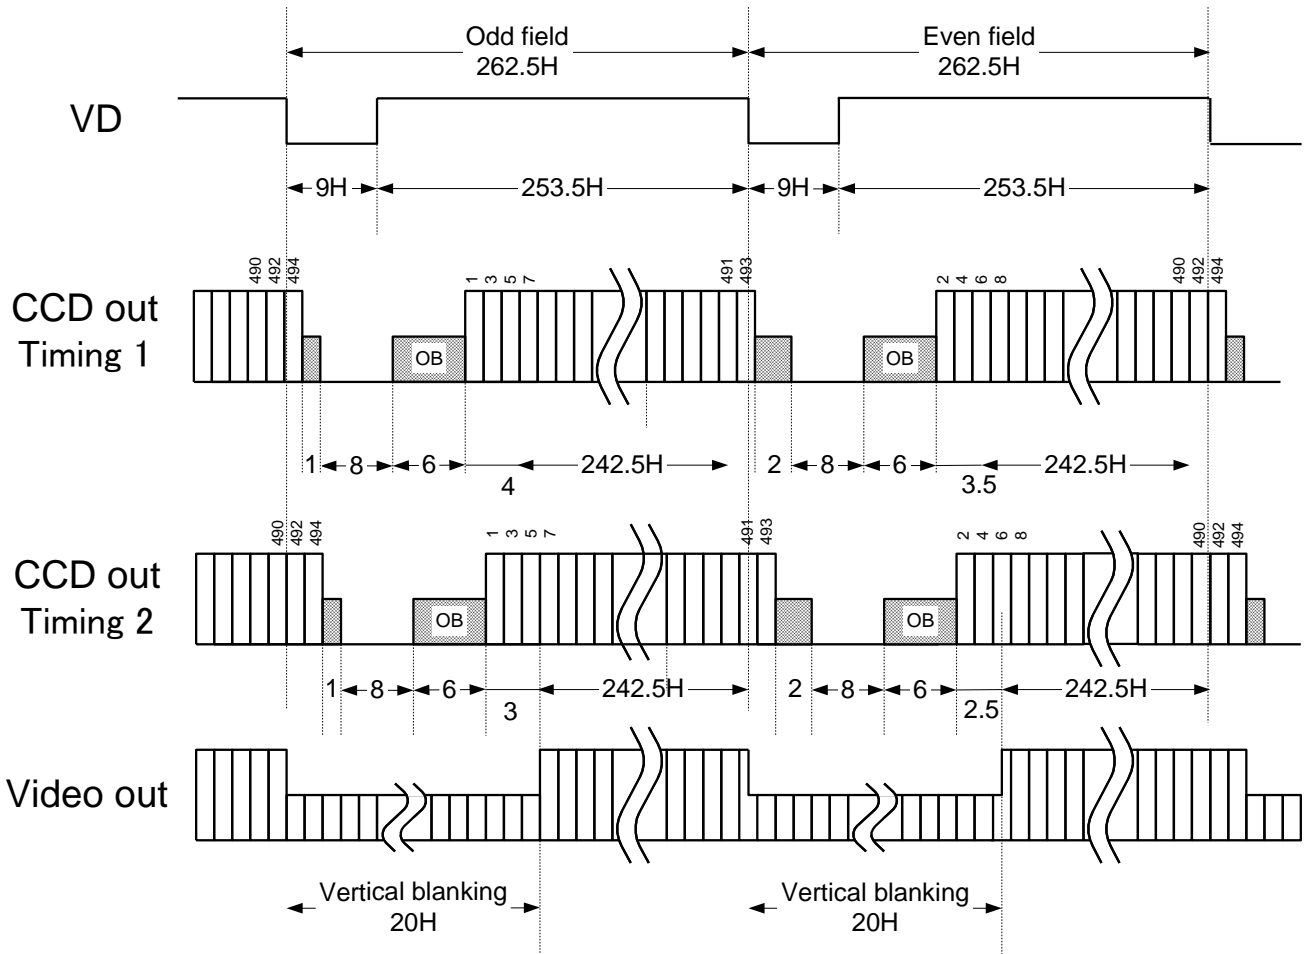 Odd field
262.5H
Even field
262.5H
VD
9H
253.5H
9H
253.5H
490 492 494 1 3 5 7 491 493 2 4 6 8 490 492 494
CCD out
Timing 1
OB
OB
1 8 6 4 242.5H 2 8 6 3.5 242.5H
490 492 494 1 3 5 7 491 493 2 4 6 8 490 492 494
CCD out
Timing 2
OB
OB
1 8 6 3 242.5H 2 8 6 2.5 242.5H
Video out
Vertical blanking
20H
Vertical blanking
20H